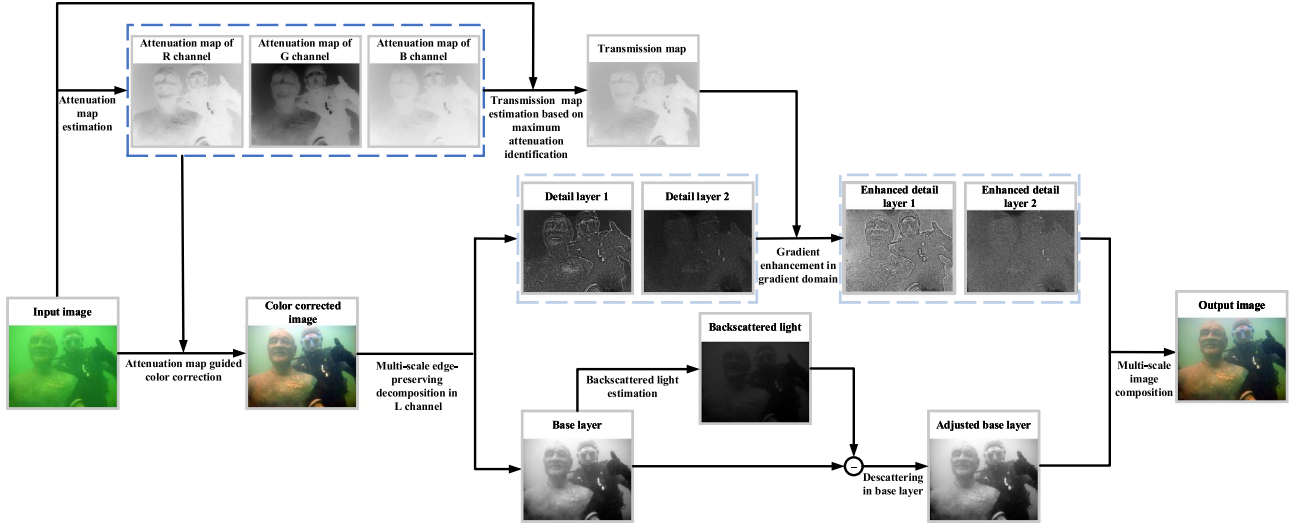 Attenuation map of
R channel
Attenuation map of
G channel
Attenuation map of
B channel
Transmission map
Attenuation
map
estimation
Transmission map
estimation based on
maximum
attenuation
identification
Detail layer 1
Detail layer 2
Enhanced detail
layer 1
Enhanced detail
layer 2
Gradient
enhancement in
gradient domain
Input image
Color corrected
image
Attenuation map guided
color correction
Multi-scale edge-
preserving
decomposition in
L channel
Backscattered light
Backscattered light
estimation
Base layer
-
Descattering
in base layer
Adjusted base layer
Output image
Multi-scale
image
composition